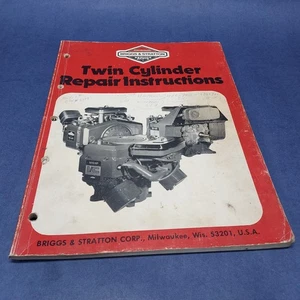 BRIGGS & STRATTON
Twin Cylinder
Repair Instructions
BRIGGS & STRATTON CORP., Milwaukee, Wis. 53201, U.S.A.